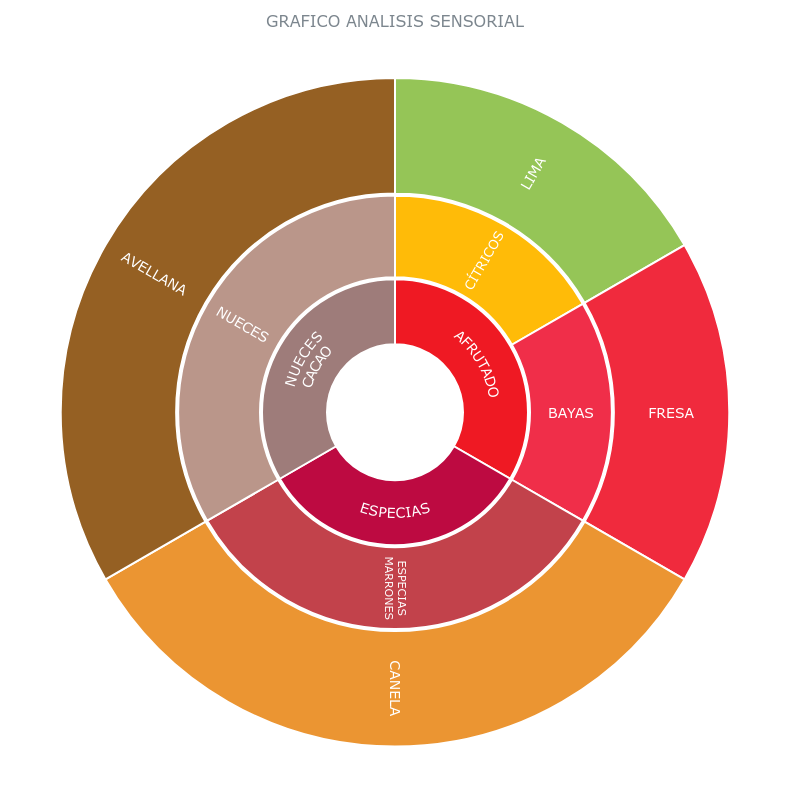 GRAFICO ANALISIS SENSORIAL
LIMA
CÍTRICOS
AFRUTADO
BAYAS
FRESA
ESPECIAS
ESPECIAS
MARRONES
CANELA
NUECES
CACAO
NUECES
AVELLANA